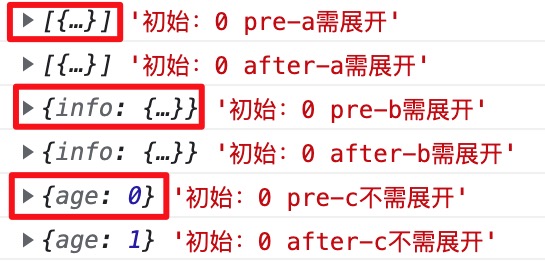 ▶ [{…}] '初始：0 pre-a需展开'
▶ [{…}] '初始：0 after-a需展开'
▶ {info: {…}} '初始：0 pre-b需展开'
▶ {info: {…}} '初始：0 after-b需展开'
▶ {age: 0} '初始：0 pre-c不需展开'
▶ {age: 1} '初始：0 after-c不需展开'